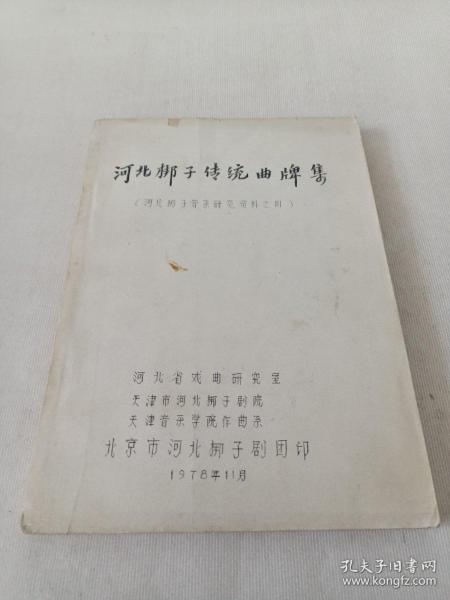 河北梆子传统曲牌集
（河北梆子音乐研究资料之四）
河北省戏曲研究室
天津市河北梆子剧院
天津音乐学院作曲系
北京市河北梆子剧团印
1978年11月
孔夫子旧书网
www.kongfz.com